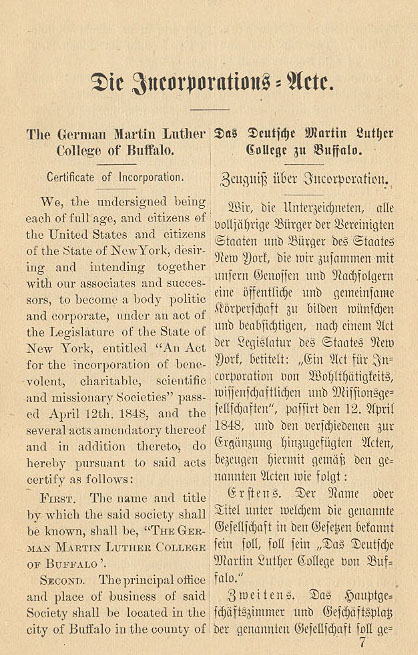 Die Incorporations-Acte.
The German Martin Luther
College of Buffalo.
Certificate of Incorporation.
We, the undersigned being
each of full age, and citizens of
the United States and citizens
of the State of New York, desir-
ing and intending together
with our associates and succes-
sors, to become a body politic
and corporate, under an act of
the Legislature of the State of
New York, entitled "An Act
for the incorporation of bene-
volent, charitable, scientific
and missionary Societies" pass-
ed April 12th, 1848, and the
several acts amendatory thereof
and in addition thereto, do
hereby pursuant to said acts
certify as follows:
FIRST. The name and title
by which the said society shall
be known, shall be, "THE GER-
MAN MARTIN LUTHER COLLEGE
OF BUFFALO'.
SECOND. The principal office
and place of business of said
Society shall be located in the
city of Buffalo in the county of
Das Deutsche Martin Luther
College zu Buffalo.
Zeugniß über Incorporation.
Wir, die Unterzeichneten, alle
volljährige Bürger der Vereinigten
Staaten und Bürger des Staates
New York, die wir zusammen mit
unsern Genossen und Nachfolgern
eine öffentliche und gemeinsame
Körperschaft zu bilden wünschen
und beabsichtigen, nach einem Act
der Legislatur des Staates New
York, betitelt: „Ein Act für In-
corporation von Wohlthätigkeits,
wissenschaftlichen und Missionsge-
sellschaften", passirt den 12. April
1848, und den verschiedenen zur
Ergänzung hinzugefügten Acten,
bezeugen hiermit gemäß den ge-
nannten Acten wie folgt:
Erstens. Der Name oder
Titel unter welchem die genannte
Gesellschaft in den Gesetzen bekannt
sein soll, soll sein „Das Deutsche
Martin Luther College von Buf-
falo."
Zweitens. Das Hauptge-
schäftszimmer und Geschäftsplatz
der genannten Gesellschaft soll ge-
7